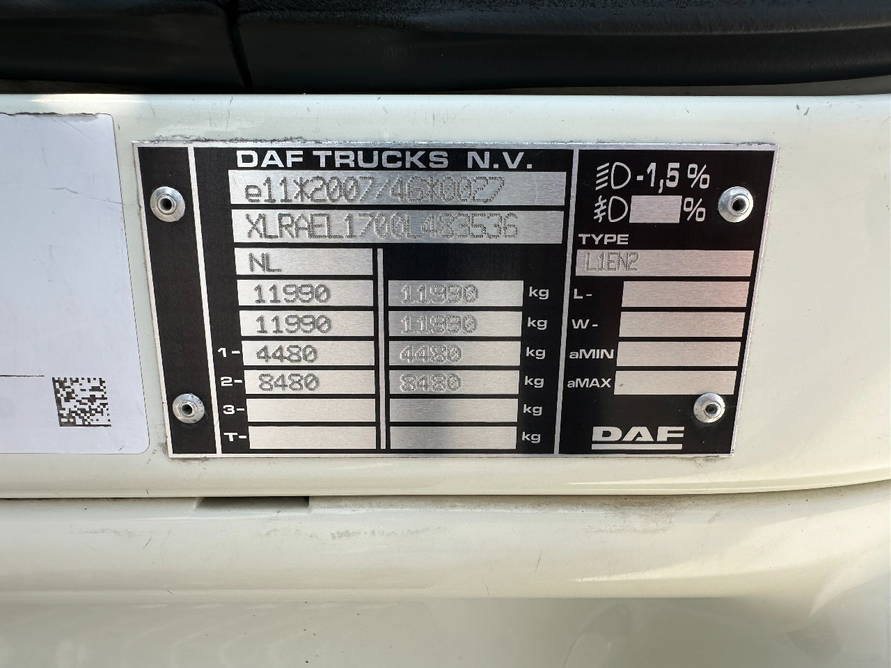 DAF TRUCKS N.V.
e11*2007/46*0027
XLRAEL1700L483536
NL
11990 11990 kg
11990 11990 kg
1- 4480 4480 kg
2- 8480 8480 kg
3- kg
T- kg
-1,5%
%
TYPE
L1EN2
L-
W-
aMIN
aMAX
DAF